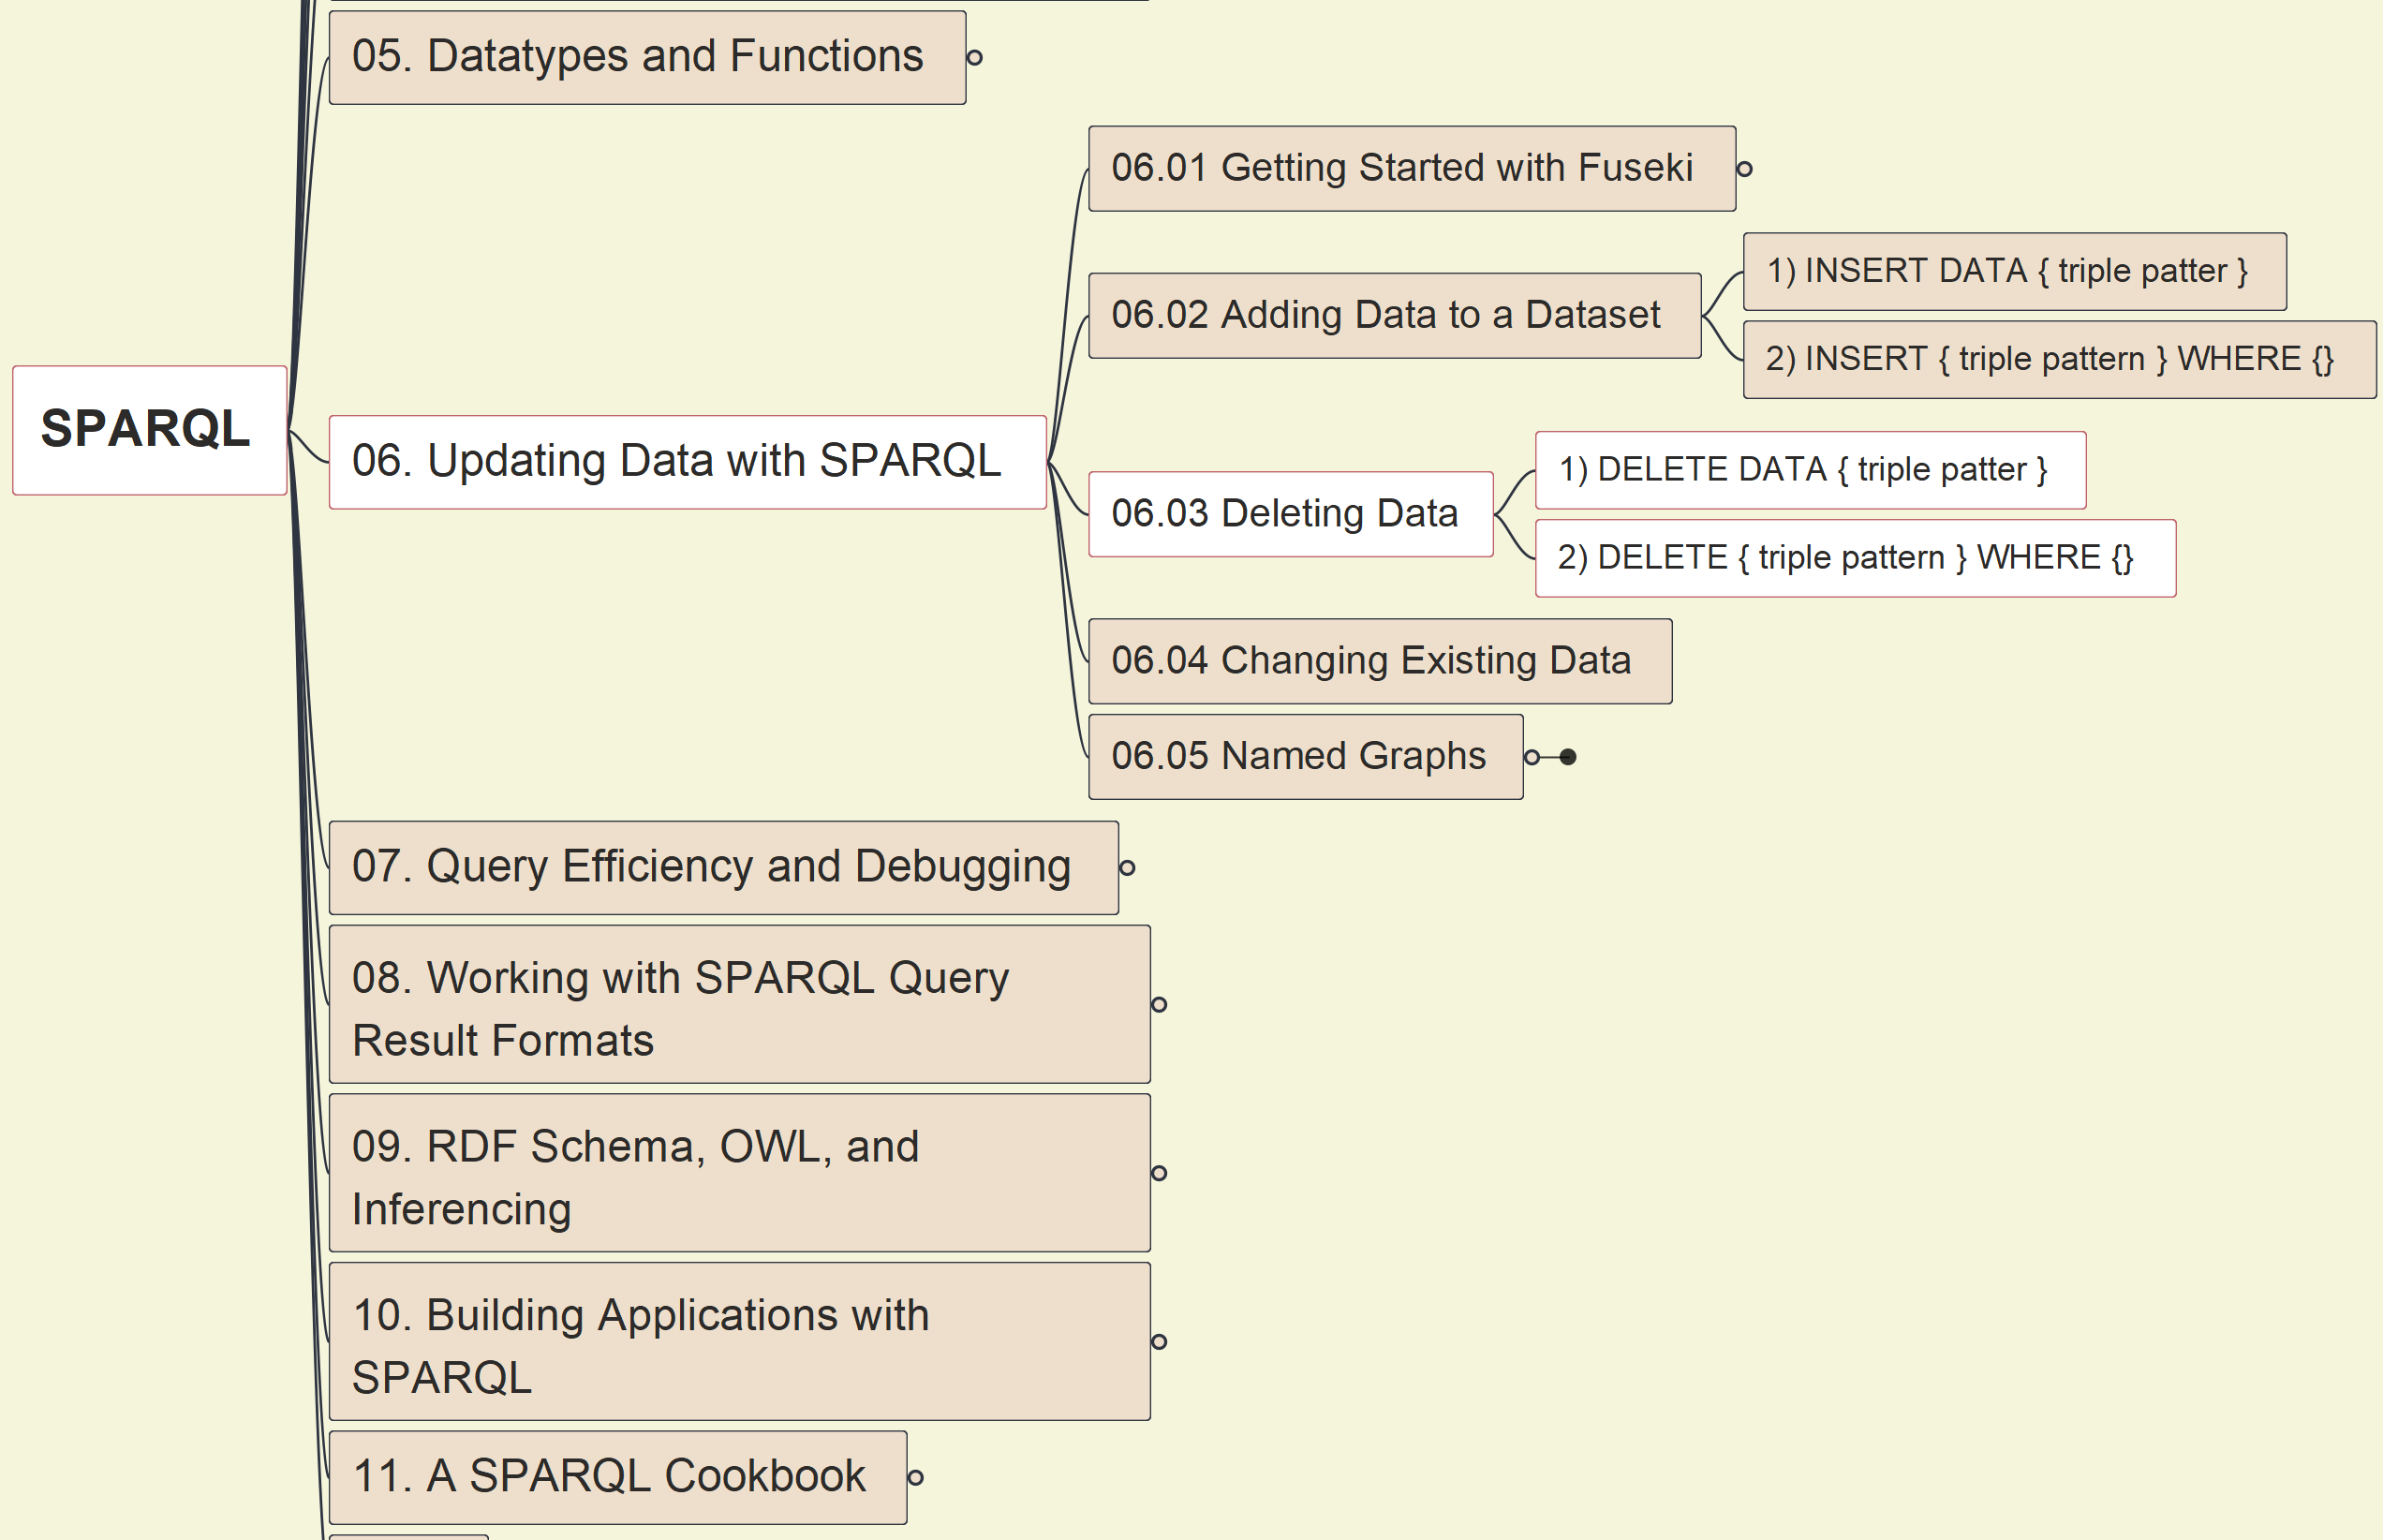 05. Datatypes and Functions
06.01 Getting Started with Fuseki
1) INSERT DATA { triple patter }
06.02 Adding Data to a Dataset
2) INSERT { triple pattern } WHERE {}
SPARQL
06. Updating Data with SPARQL
1) DELETE DATA { triple patter }
06.03 Deleting Data
2) DELETE { triple pattern } WHERE {}
06.04 Changing Existing Data
06.05 Named Graphs
07. Query Efficiency and Debugging
08. Working with SPARQL Query
Result Formats
09. RDF Schema, OWL, and
Inferencing
10. Building Applications with
SPARQL
11. A SPARQL Cookbook